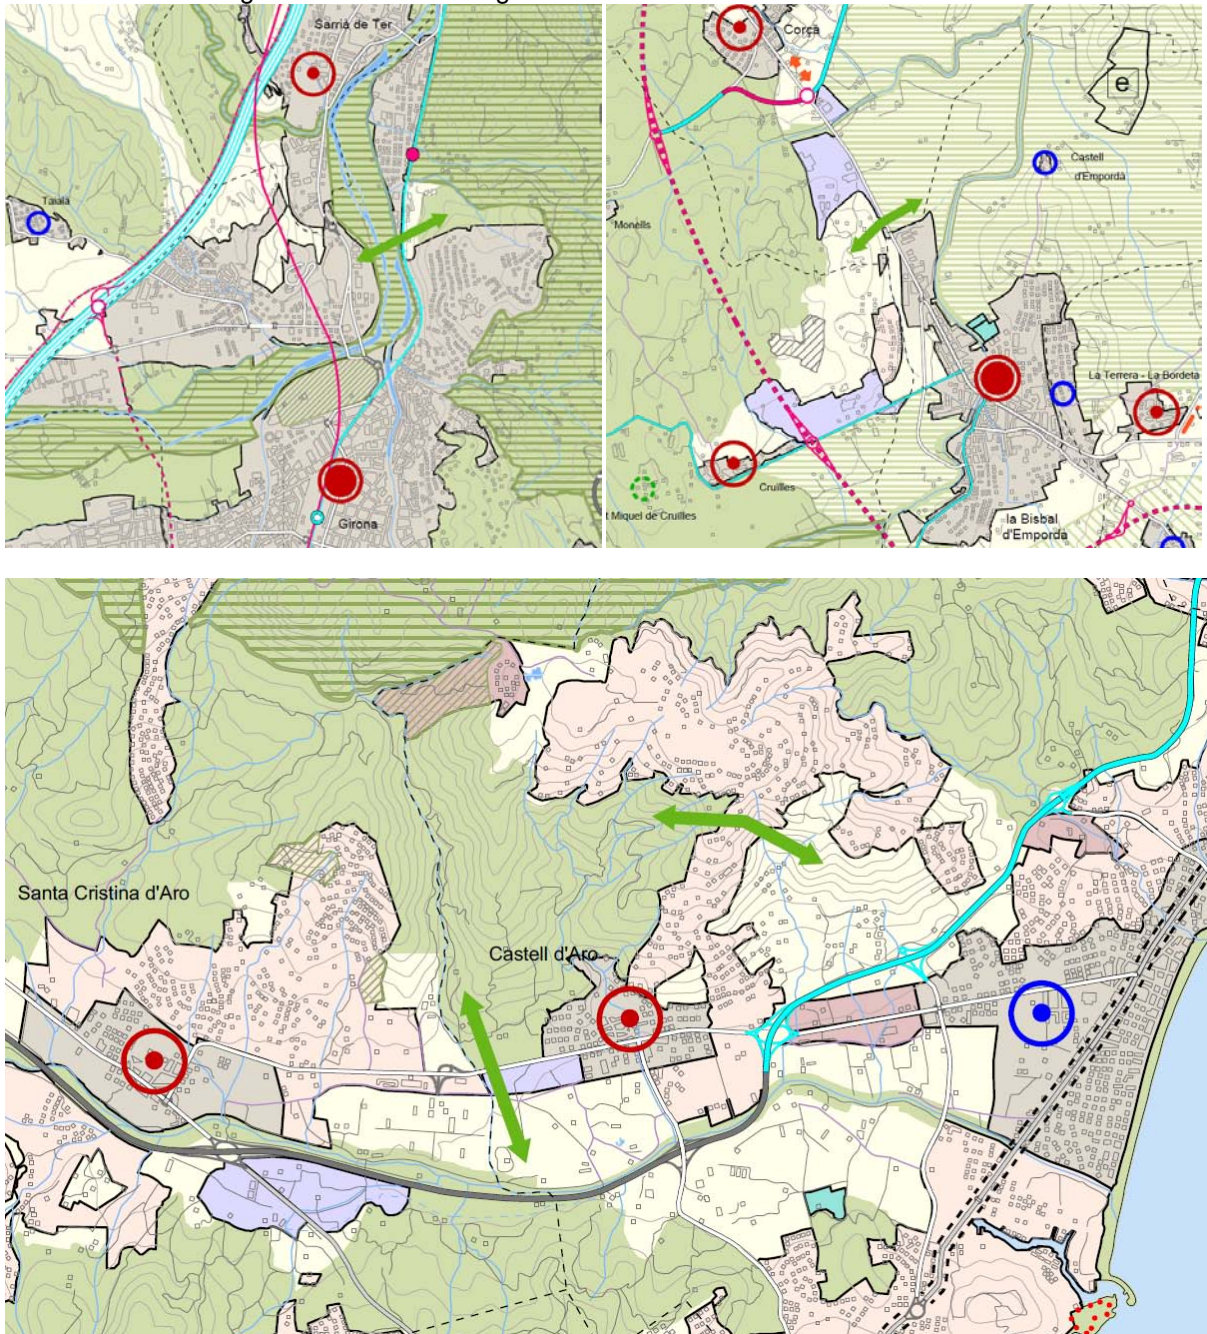 Sarrià de Ter
Taialà
Girona
Corçà
e
Castell
d'Empordà
Monells
La Terrera - La Bordeta
Cruïlles
t Miquel de Cruïlles
la Bisbal
d'Empordà
Santa Cristina d'Aro
Castell d'Aro